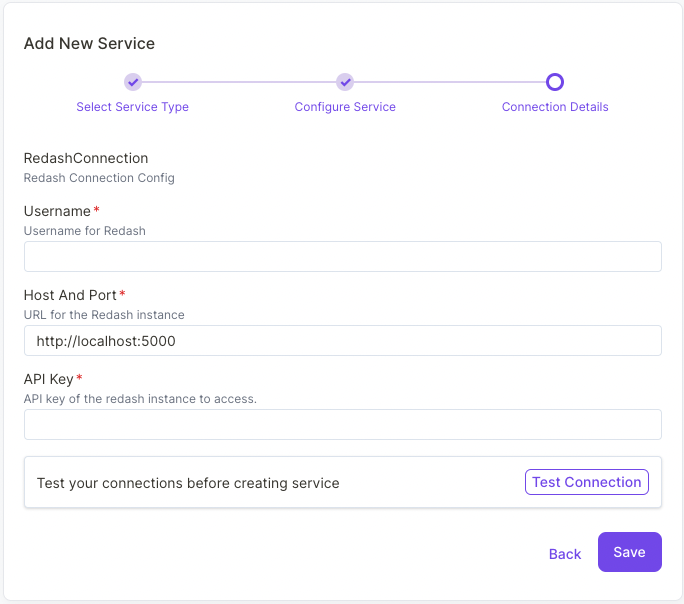 Add New Service
Select Service Type
Configure Service
Connection Details
RedashConnection
Redash Connection Config
Username*
Username for Redash
Host And Port*
URL for the Redash instance
http://localhost:5000
API Key*
API key of the redash instance to access.
Test your connections before creating service
Test Connection
Back
Save